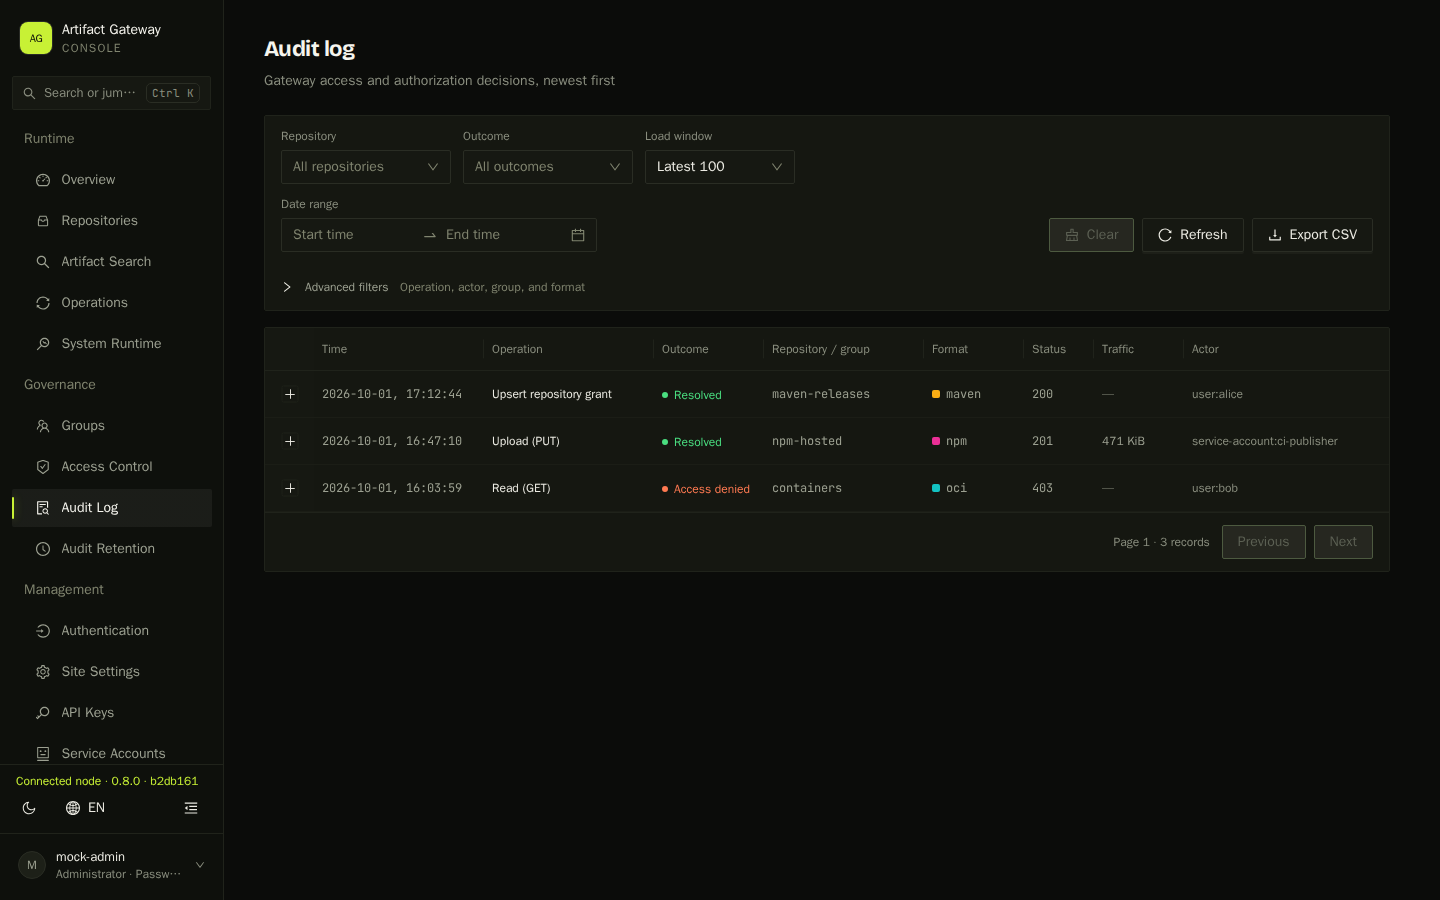 AG
Artifact Gateway
CONSOLE
Search or jum··· Ctrl K
Runtime
Overview
Repositories
Artifact Search
Operations
System Runtime
Governance
Groups
Access Control
Audit Log
Audit Retention
Management
Authentication
Site Settings
API Keys
Service Accounts
Connected node · 0.8.0 · b2db161
EN
M
mock-admin
Administrator · Passw···
Audit log
Gateway access and authorization decisions, newest first
Repository Outcome Load window
All repositories All outcomes Latest 100
Date range
Start time → End time Clear Refresh Export CSV
Advanced filters Operation, actor, group, and format
Time Operation Outcome Repository / group Format Status Traffic Actor
2026-10-01, 17:12:44 Upsert repository grant Resolved maven-releases maven 200 — user:alice
2026-10-01, 16:47:10 Upload (PUT) Resolved npm-hosted npm 201 471 KiB service-account:ci-publisher
2026-10-01, 16:03:59 Read (GET) Access denied containers oci 403 — user:bob
Page 1 · 3 records Previous Next